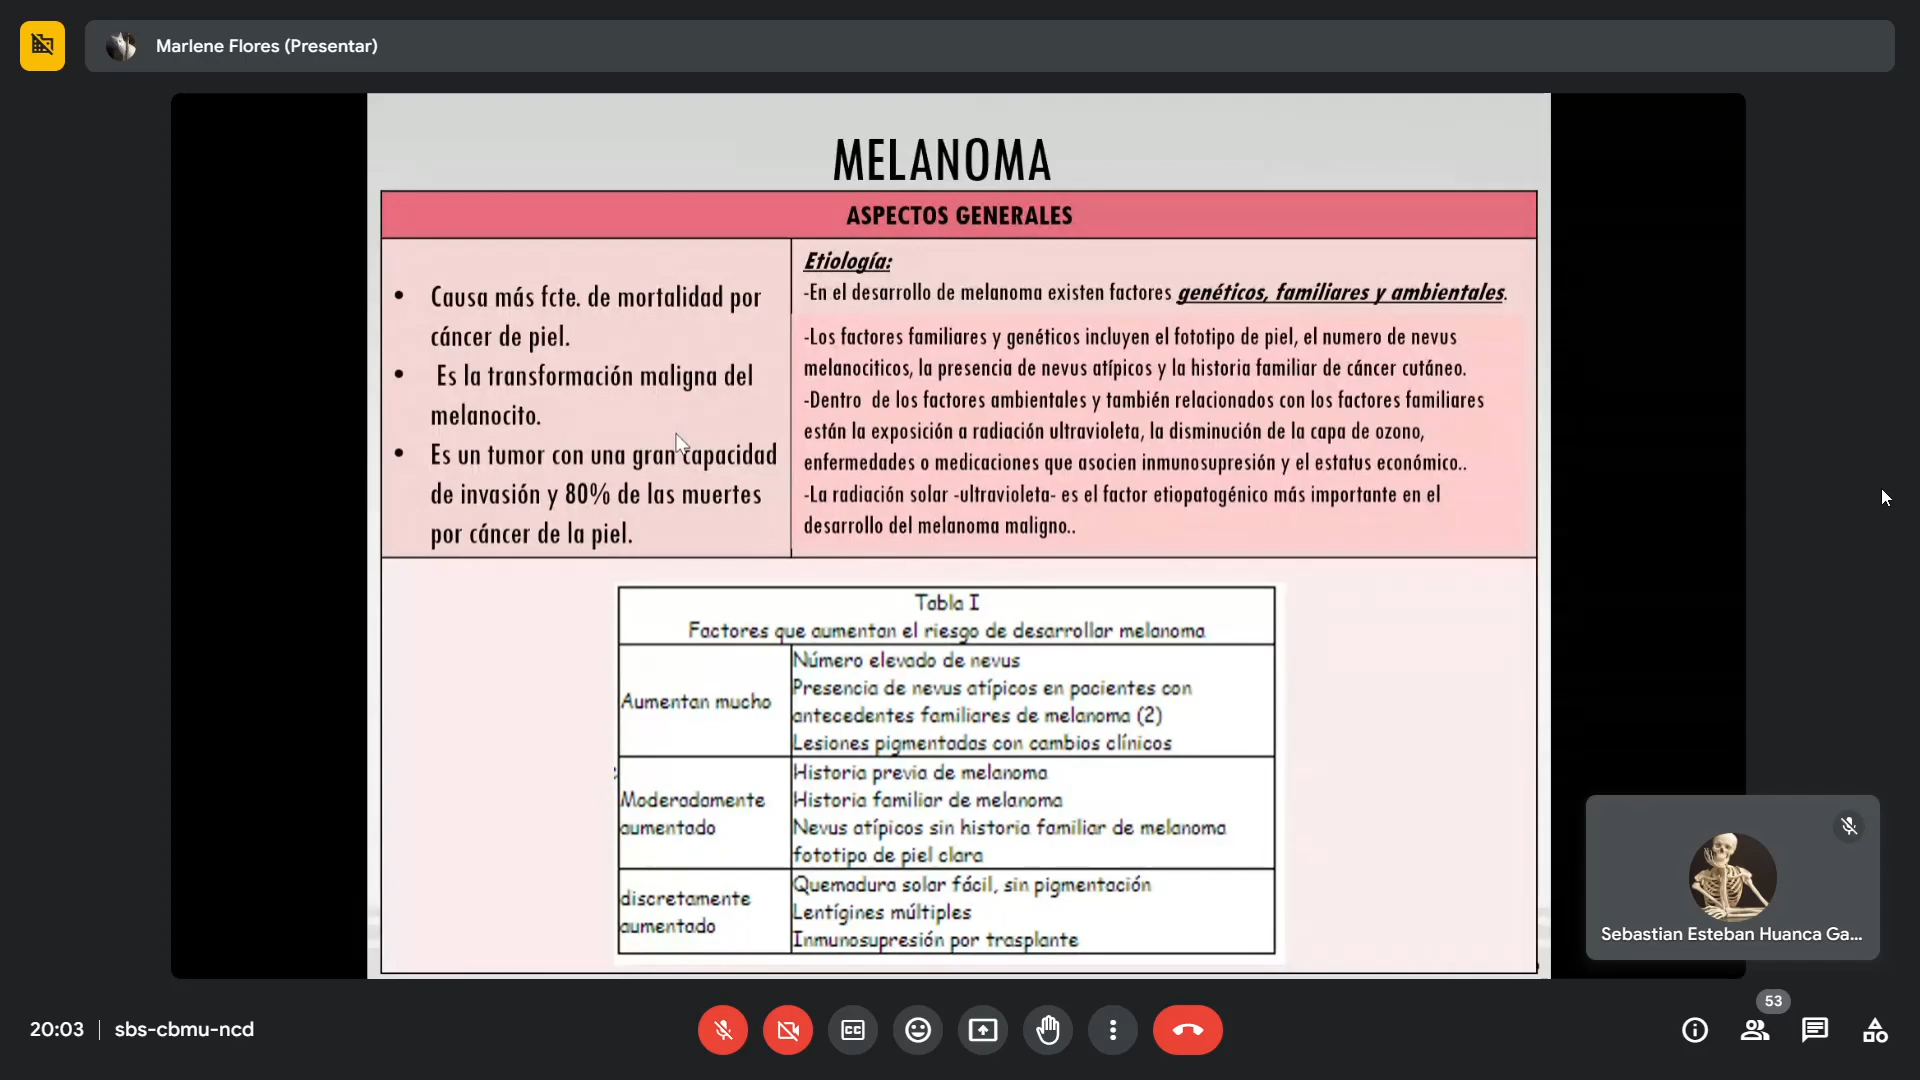 Marlene Flores (Presentar)
MELANOMA
ASPECTOS GENERALES
• Causa más fcte. de mortalidad por
cáncer de piel.
• Es la transformación maligna del
melanocito.
• Es un tumor con una gran capacidad
de invasión y 80% de las muertes
por cáncer de la piel.
Etiología:
-En el desarrollo de melanoma existen factores genéticos, familiares y ambientales.
-Los factores familiares y genéticos incluyen el fototipo de piel, el numero de nevus
melanociticos, la presencia de nevus atípicos y la historia familiar de cáncer cutáneo.
-Dentro de los factores ambientales y también relacionados con los factores familiares
están la exposición a radiación ultravioleta, la disminución de la capa de ozono,
enfermedades o medicaciones que asocien inmunosupresión y el estatus económico..
-La radiación solar -ultravioleta- es el factor etiopatogénico más importante en el
desarrollo del melanoma maligno..
Tabla I
Factores que aumentan el riesgo de desarrollar melanoma
Aumentan mucho
Número elevado de nevus
Presencia de nevus atípicos en pacientes con
antecedentes familiares de melanoma (2)
Lesiones pigmentadas con cambios clínicos
Moderadamente
aumentado
Historia previa de melanoma
Historia familiar de melanoma
Nevus atípicos sin historia familiar de melanoma
fototipo de piel clara
discretamente
aumentado
Quemadura solar fácil, sin pigmentación
Lentígines múltiples
Inmunosupresión por trasplante
Sebastian Esteban Huanca Ga...
20:03 | sbs-cbmu-ncd
CC
53